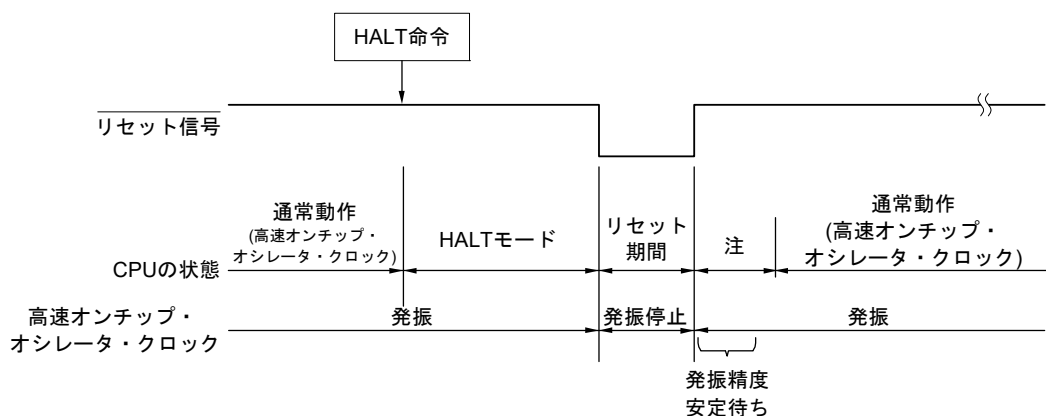 HALT命令
リセット信号
通常動作
(高速オンチップ・
オシレータ・クロック)
HALTモード
リセット
期間
注
通常動作
(高速オンチップ・
オシレータ・クロック)
CPUの状態
高速オンチップ・
オシレータ・クロック
発振
発振停止
発振
発振精度
安定待ち